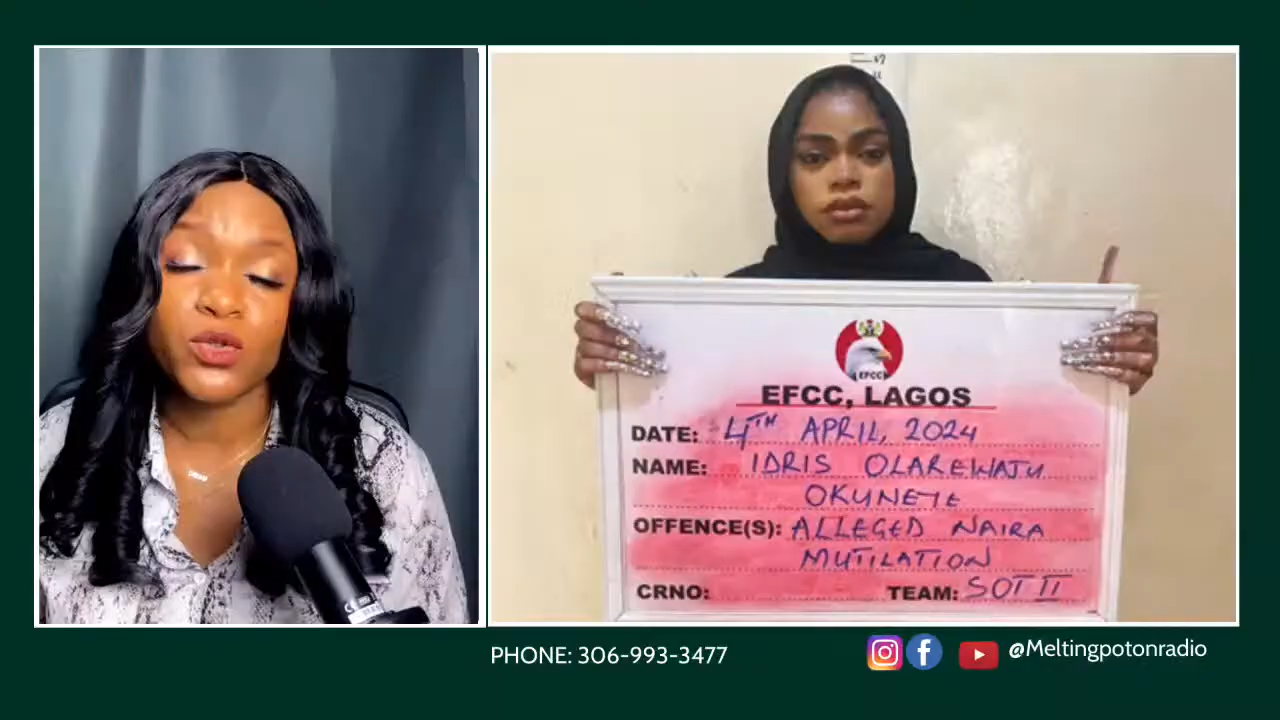 EFCC
EFCC, LAGOS
DATE: 4TH APRIL, 2024
NAME: IDRIS OLAREWAJU
OKUNEYE
OFFENCE(S): ALLEGED NAIRA
MUTILATION
CRNO: TEAM: SOT II
PHONE: 306-993-3477
@Meltingpotonradio